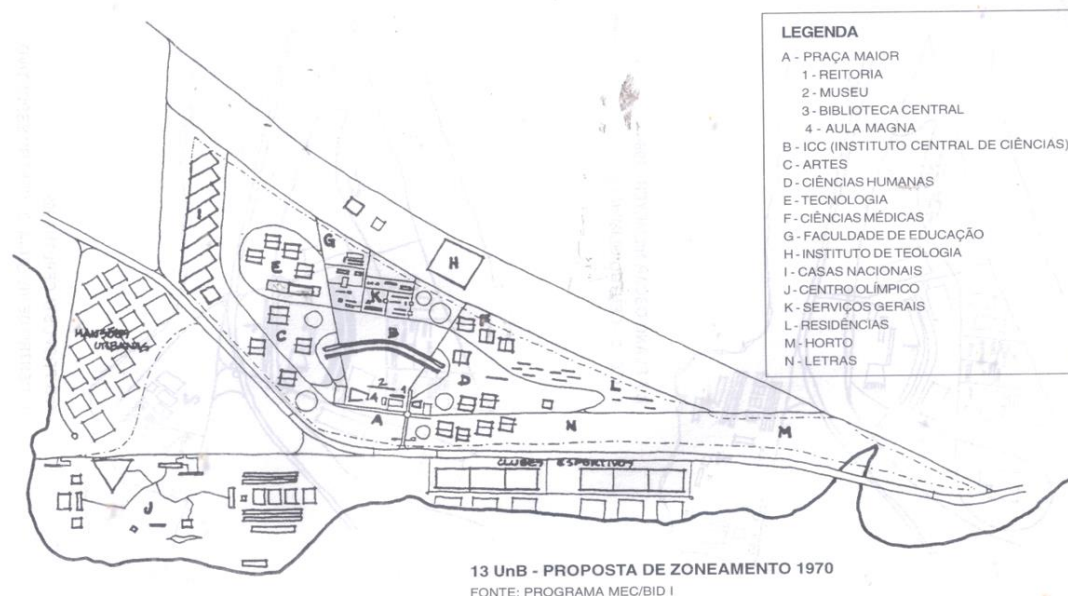 LEGENDA
A - PRAÇA MAIOR
1 - REITORIA
2 - MUSEU
3 - BIBLIOTECA CENTRAL
4 - AULA MAGNA
B - ICC (INSTITUTO CENTRAL DE CIÊNCIAS)
C - ARTES
D - CIÊNCIAS HUMANAS
E - TECNOLOGIA
F - CIÊNCIAS MÉDICAS
G - FACULDADE DE EDUCAÇÃO
H - INSTITUTO DE TEOLOGIA
I - CASAS NACIONAIS
J - CENTRO OLÍMPICO
K - SERVIÇOS GERAIS
L - RESIDÊNCIAS
M - HORTO
N - LETRAS
I
G
E
H
K
B
C
MANSÕES
URBANAS
D
L
2
4
A
N
M
CLUBES ESPORTIVOS
J
13 UnB - PROPOSTA DE ZONEAMENTO 1970
FONTE: PROGRAMA MEC/BID I